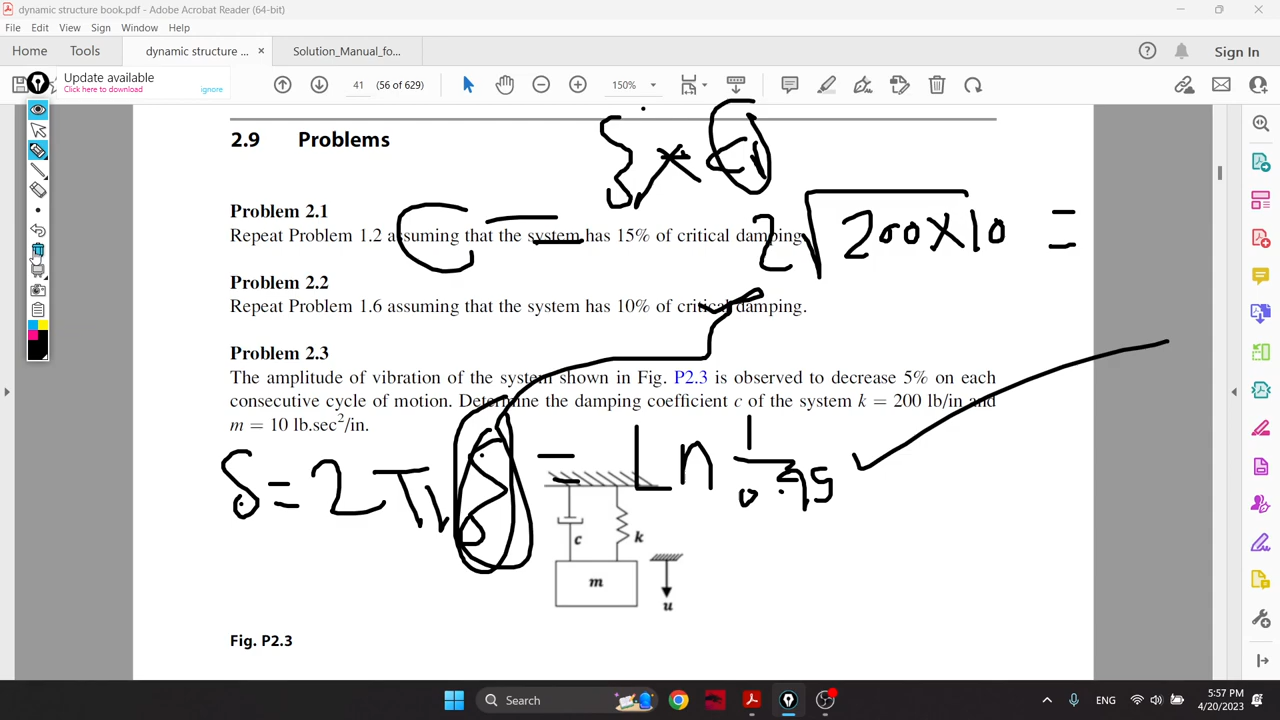 dynamic structure book.pdf - Adobe Acrobat Reader (64-bit)
File Edit View Sign Window Help
Home Tools dynamic structure ... × Solution_Manual_fo... Sign In
Update available
Click here to download ignore
41 (56 of 629) 150%
2.9 Problems
ξ × Cr
Problem 2.1
Repeat Problem 1.2 assuming that the system has 15% of critical damping.
C = 2√200×10 =
Problem 2.2
Repeat Problem 1.6 assuming that the system has 10% of critical damping.
Problem 2.3
The amplitude of vibration of the system shown in Fig. P2.3 is observed to decrease 5% on each
consecutive cycle of motion. Determine the damping coefficient c of the system k = 200 lb/in and
m = 10 lb.sec²/in.
δ = 2π ξ = Ln 1/0.95
c k
m
u
Fig. P2.3
Search
ENG
5:57 PM
4/20/2023